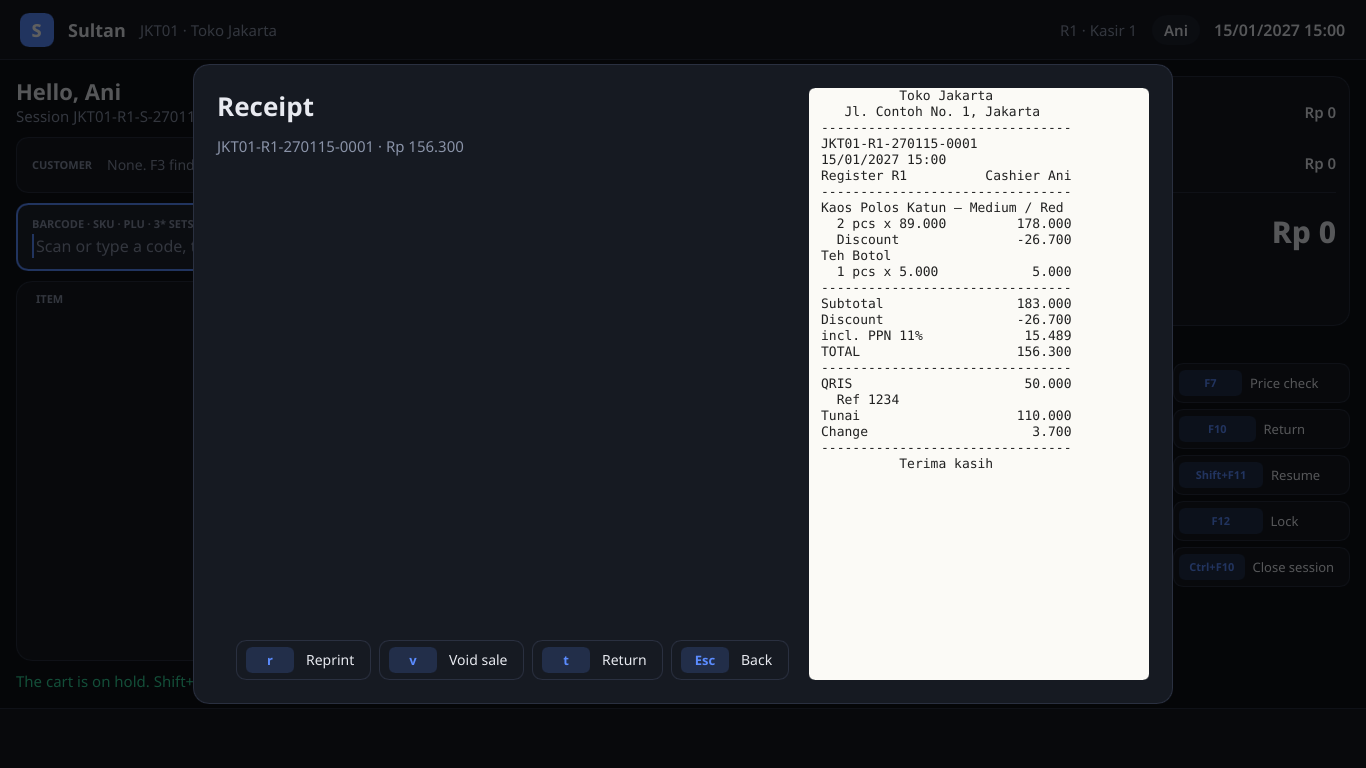 S Sultan JKT01 · Toko Jakarta R1 · Kasir 1 Ani 15/01/2027 15:00
Hello, Ani
Session JKT01-R1-S-27011
CUSTOMER None. F3 find
BARCODE · SKU · PLU · 3* SETS
Scan or type a code, t
ITEM
The cart is on hold. Shift+
Receipt
JKT01-R1-270115-0001 · Rp 156.300
r Reprint
v Void sale
t Return
Esc Back
Toko Jakarta
Jl. Contoh No. 1, Jakarta
--------------------------------
JKT01-R1-270115-0001
15/01/2027 15:00
Register R1 Cashier Ani
--------------------------------
Kaos Polos Katun — Medium / Red
2 pcs x 89.000 178.000
Discount -26.700
Teh Botol
1 pcs x 5.000 5.000
--------------------------------
Subtotal 183.000
Discount -26.700
incl. PPN 11% 15.489
TOTAL 156.300
--------------------------------
QRIS 50.000
Ref 1234
Tunai 110.000
Change 3.700
--------------------------------
Terima kasih
Rp 0
Rp 0
Rp 0
F7 Price check
F10 Return
Shift+F11 Resume
F12 Lock
Ctrl+F10 Close session